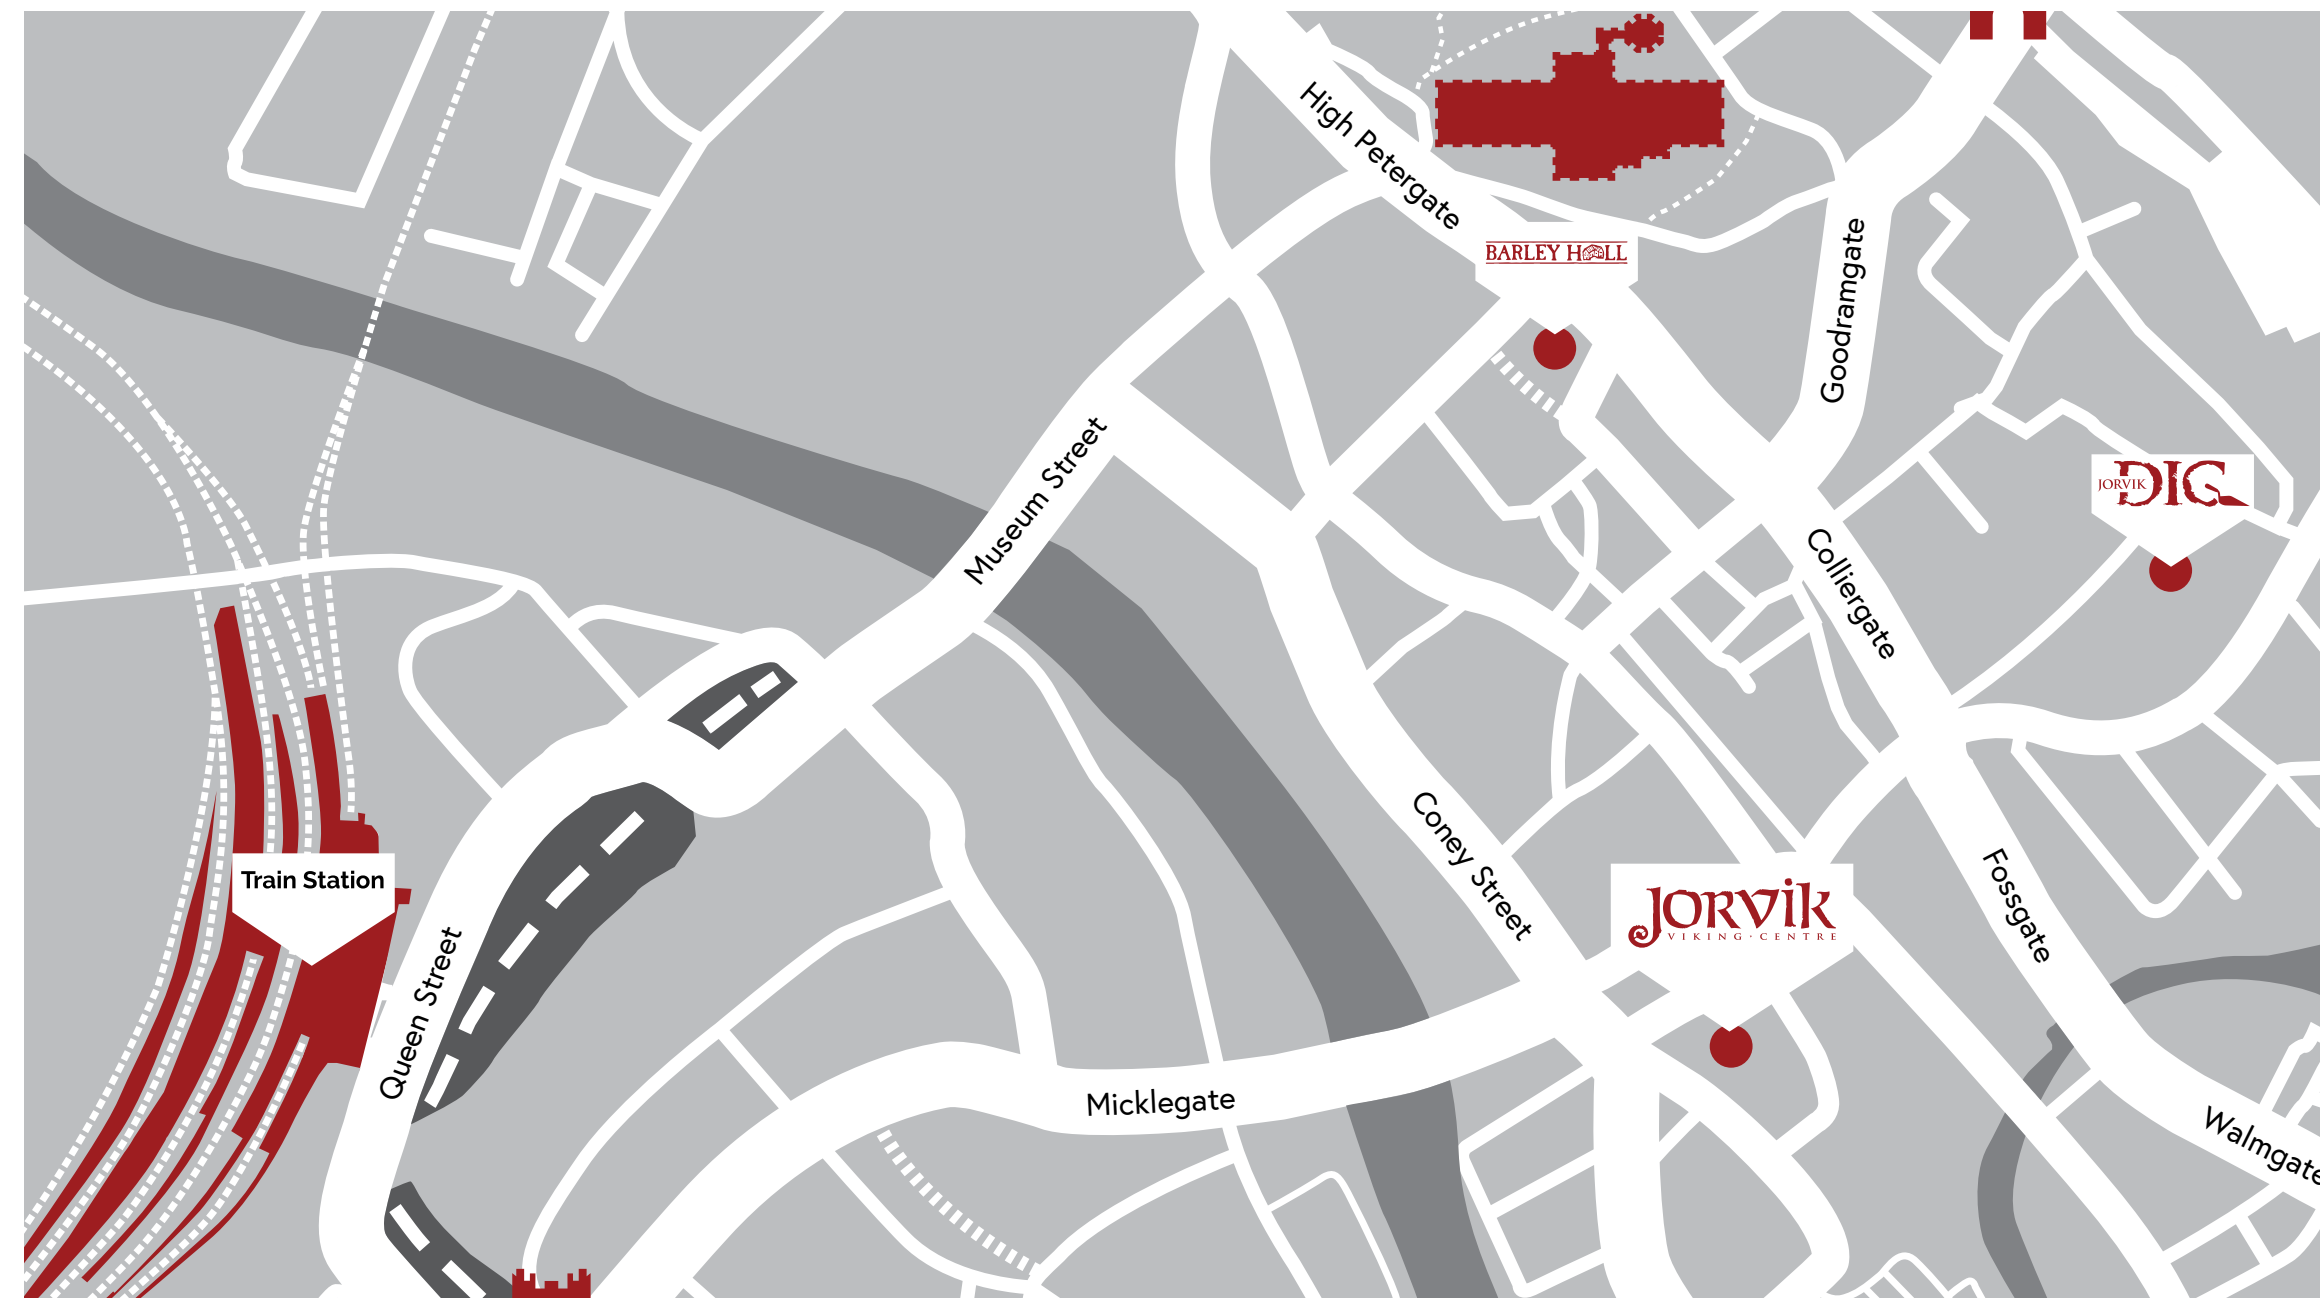 High Petergate
BARLEY HALL
Goodramgate
Museum Street
JORVIK DIG
Colliergate
Coney Street
Train Station
Fossgate
JORVIK
VIKING · CENTRE
Queen Street
Micklegate
Walmgate